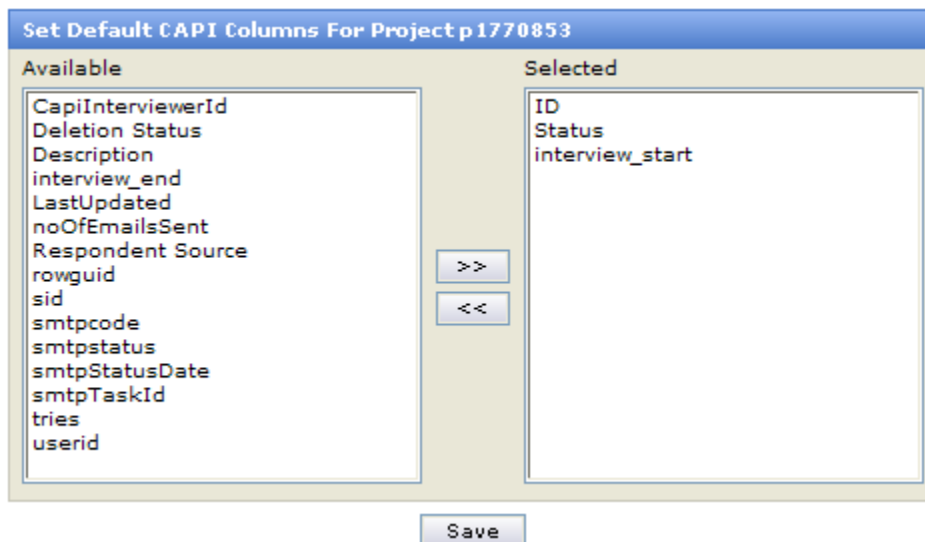 Set Default CAPI Columns For Project p1770853
Available
CapiInterviewerId
Deletion Status
Description
interview_end
LastUpdated
noOfEmailsSent
Respondent Source
rowguid
sid
smtpcode
smtpstatus
smtpStatusDate
smtpTaskId
tries
userid
>>
<<
Selected
ID
Status
interview_start
Save